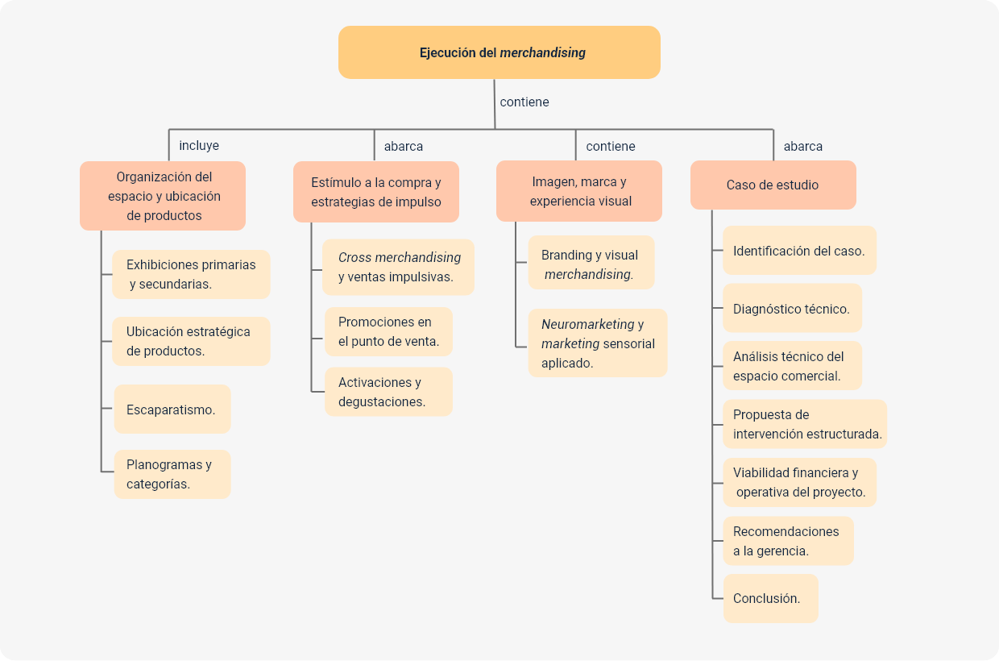 Ejecución del merchandising
contiene
incluye
abarca
contiene
abarca
Organización del
espacio y ubicación
de productos
Exhibiciones primarias
y secundarias.
Ubicación estratégica
de productos.
Escaparatismo.
Planogramas y
categorías.
Estímulo a la compra y
estrategias de impulso
Cross merchandising
y ventas impulsivas.
Promociones en
el punto de venta.
Activaciones y
degustaciones.
Imagen, marca y
experiencia visual
Branding y visual
merchandising.
Neuromarketing y
marketing sensorial
aplicado.
Caso de estudio
Identificación del caso.
Diagnóstico técnico.
Análisis técnico del
espacio comercial.
Propuesta de
intervención estructurada.
Viabilidad financiera y
operativa del proyecto.
Recomendaciones
a la gerencia.
Conclusión.